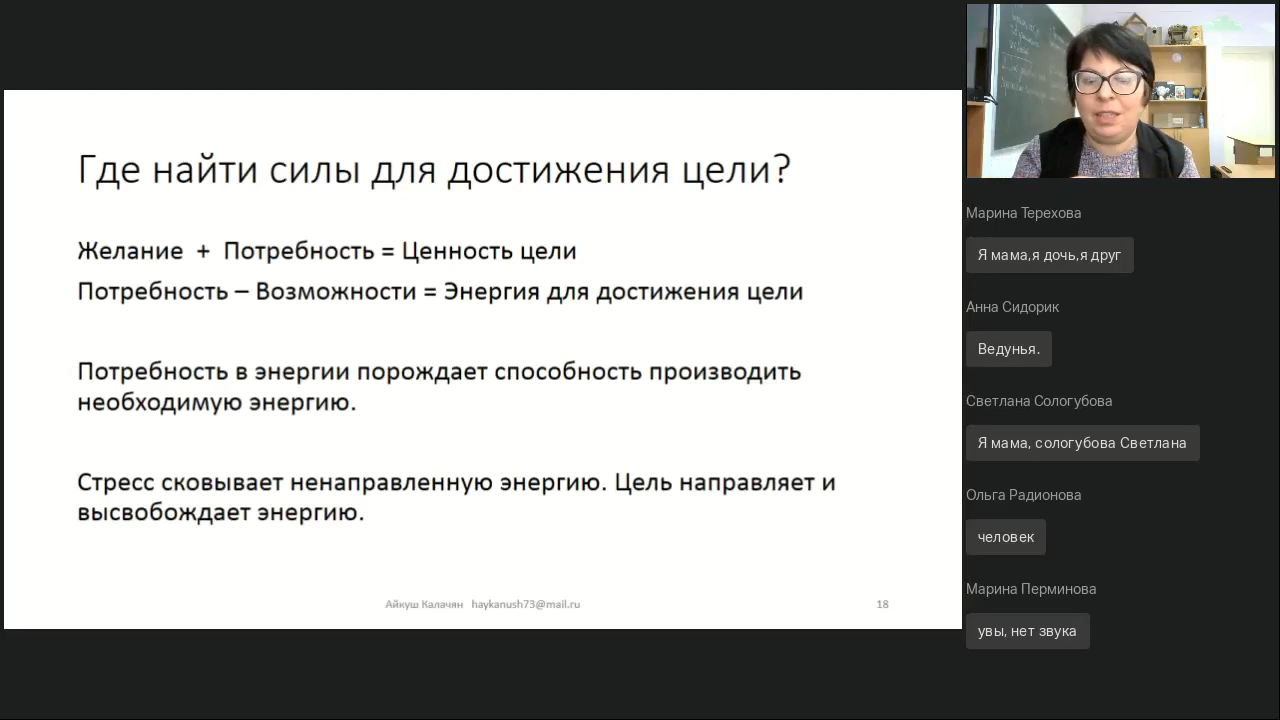 Где найти силы для достижения цели?
Желание + Потребность = Ценность цели
Потребность – Возможности = Энергия для достижения цели
Потребность в энергии порождает способность производить
необходимую энергию.
Стресс сковывает ненаправленную энергию. Цель направляет и
высвобождает энергию.
Айкуш Калачян haykanush73@mail.ru
18
Марина Терехова
Я мама,я дочь,я друг
Анна Сидорик
Ведунья.
Светлана Сологубова
Я мама, сологубова Светлана
Ольга Радионова
человек
Марина Перминова
увы, нет звука